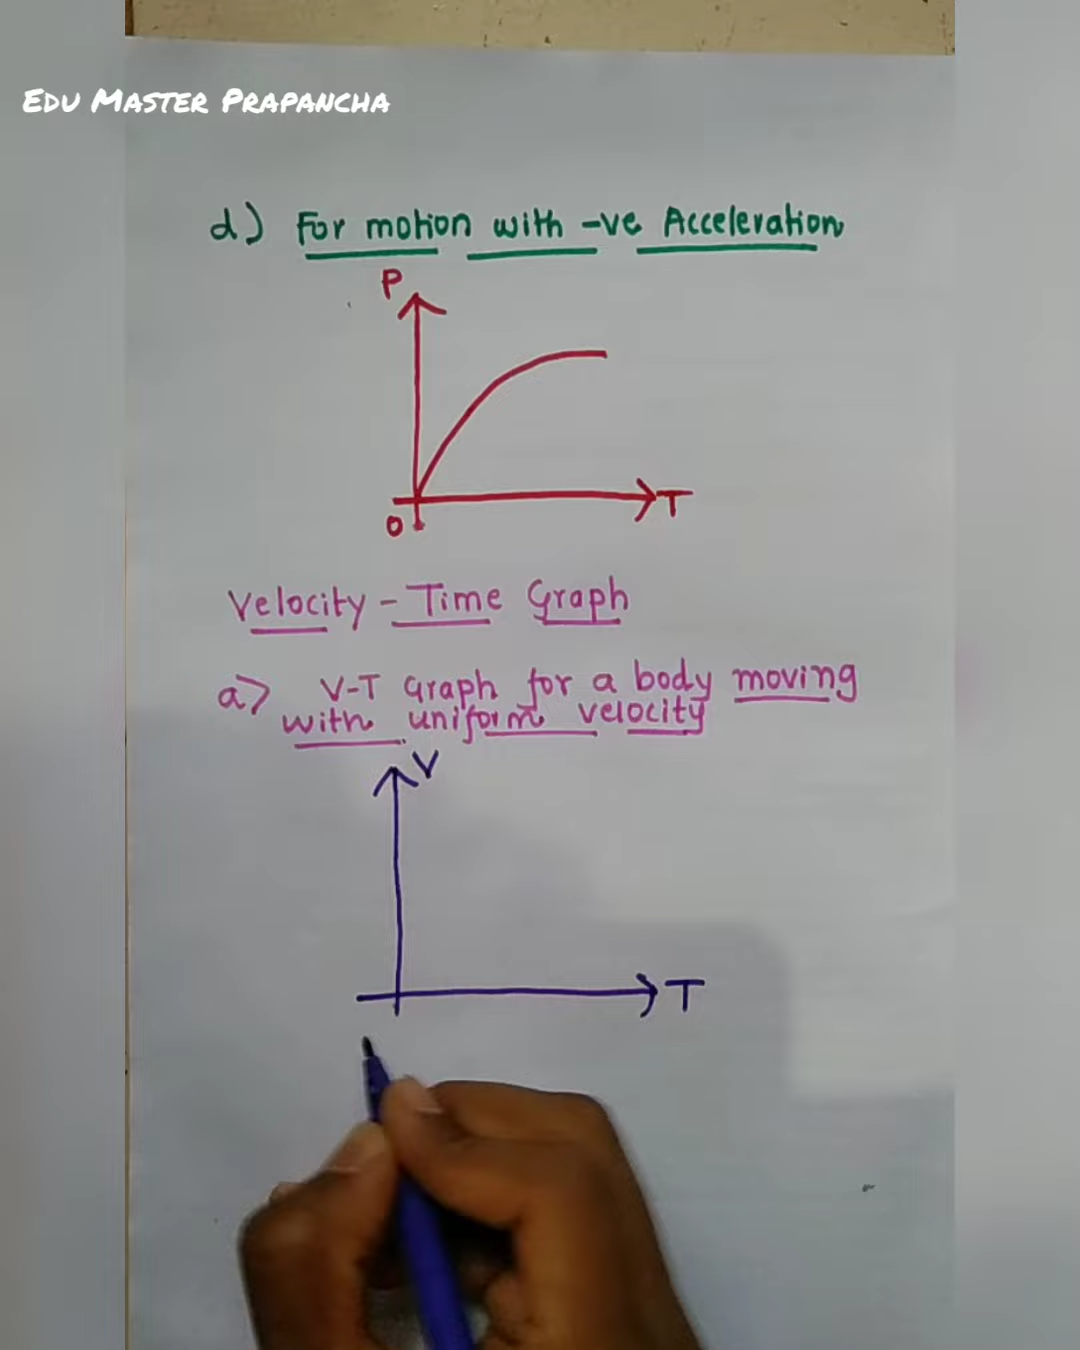 Edu Master Prapancha
d) For motion with -ve Acceleration
P
O
T
Velocity - Time Graph
a) V-T Graph for a body moving
with uniform velocity
V
T